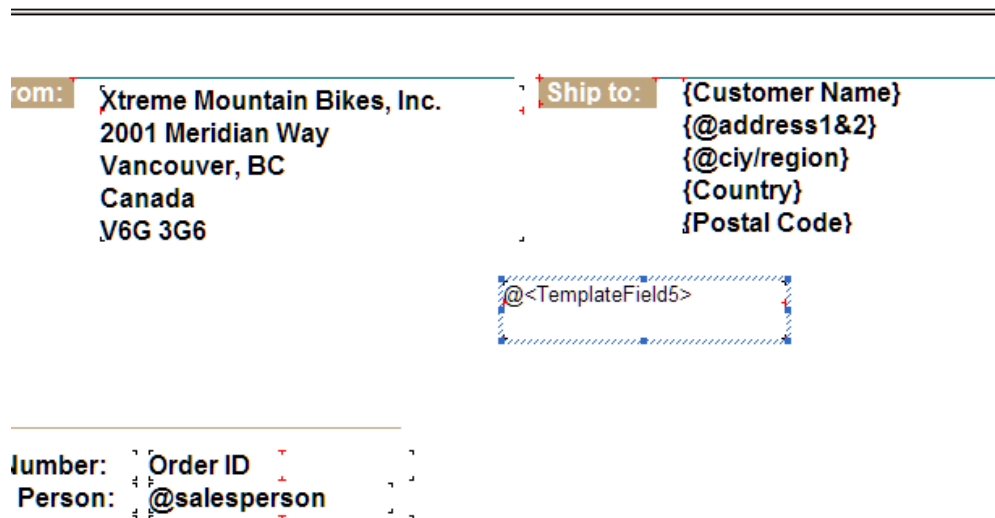 rom:
Xtreme Mountain Bikes, Inc.
2001 Meridian Way
Vancouver, BC
Canada
V6G 3G6
Ship to:
{Customer Name}
{@address1&2}
{@ciy/region}
{Country}
{Postal Code}
@<TemplateField5>
Number: Order ID
Person: @salesperson